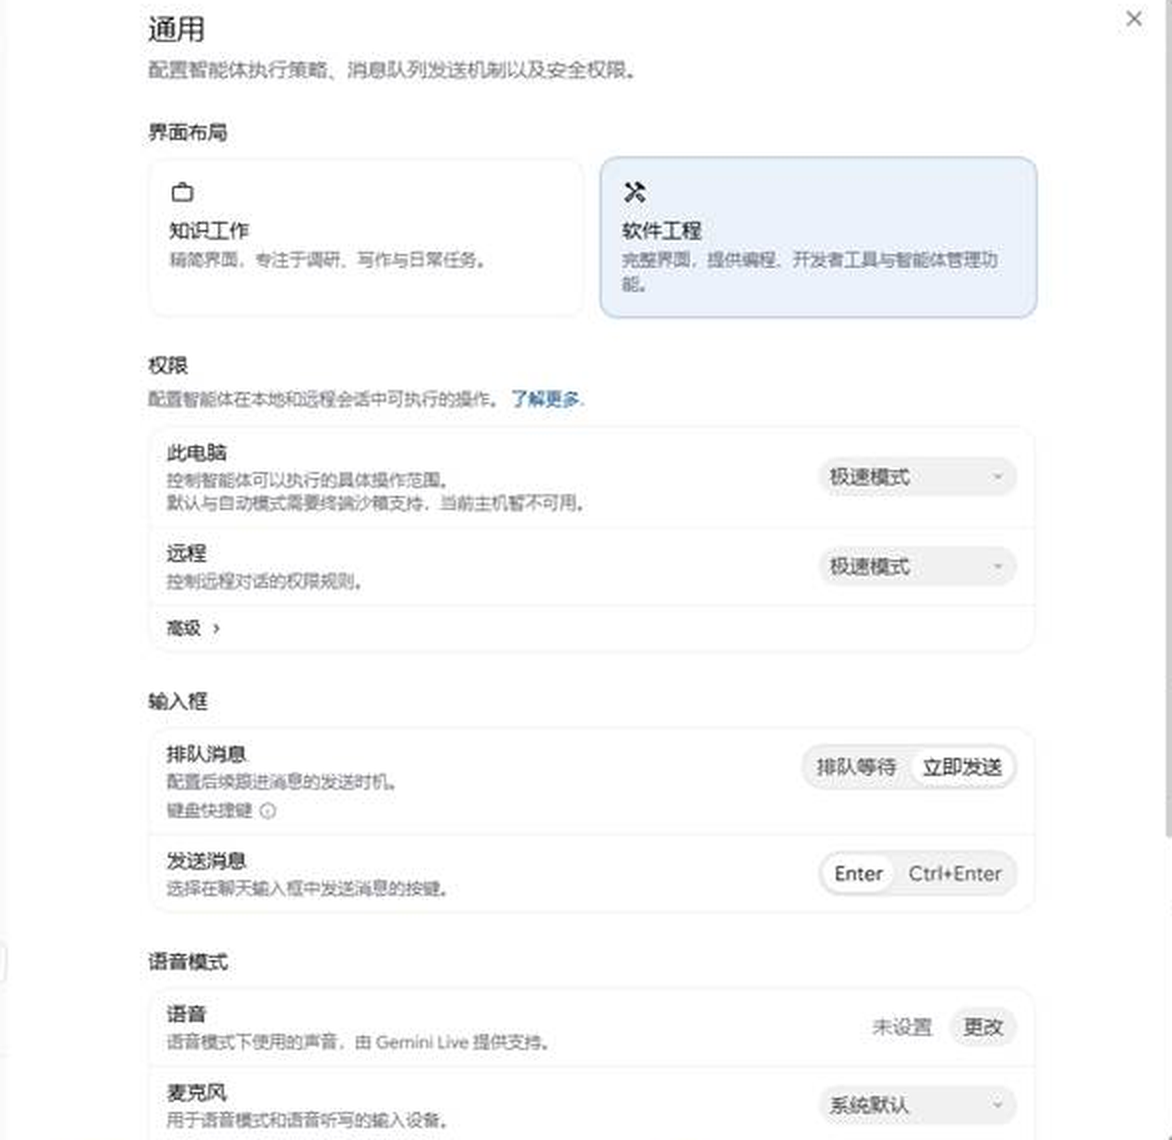 通用
配置智能体执行策略、消息队列发送机制以及安全权限。
界面布局
知识工作
精简界面，专注于调研、写作与日常任务。
软件工程
完整界面，提供编程、开发者工具与智能体管理功
能。
权限
配置智能体在本地和远程会话中可执行的操作。 了解更多.
此电脑
控制智能体可以执行的具体操作范围。
默认与自动模式需要终端沙箱支持，当前主机暂不可用。
极速模式
远程
控制远程对话的权限规则。
极速模式
高级
输入框
排队消息
配置后续跟进消息的发送时机。
键盘快捷键
排队等待 立即发送
发送消息
选择在聊天输入框中发送消息的按键。
Enter Ctrl+Enter
语音模式
语音
语音模式下使用的声音，由 Gemini Live 提供支持。
未设置 更改
麦克风
用于语音模式和语音听写的输入设备。
系统默认